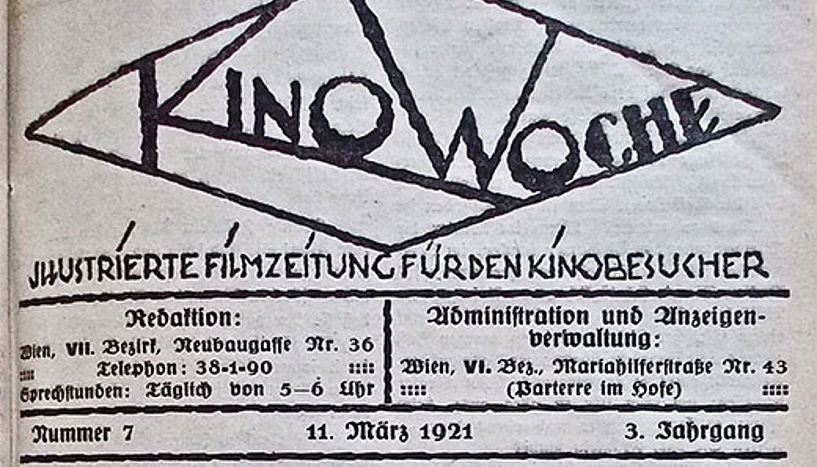 KINO WOCHE
JLLUSTRIERTE FILMZEITUNG FÜR DEN KINOBESUCHER
Redaktion:
Wien, VII. Bezirk, Neubaugasse Nr. 36
:::: Telephon: 38-1-90 ::::
Sprechstunden: Täglich von 5—6 Uhr
Administration und Anzeigen-
verwaltung:
Wien, VI. Bez., Mariahilferstraße Nr. 43
:::: (Parterre im Hofe) ::::
Nummer 7 11. März 1921 3. Jahrgang